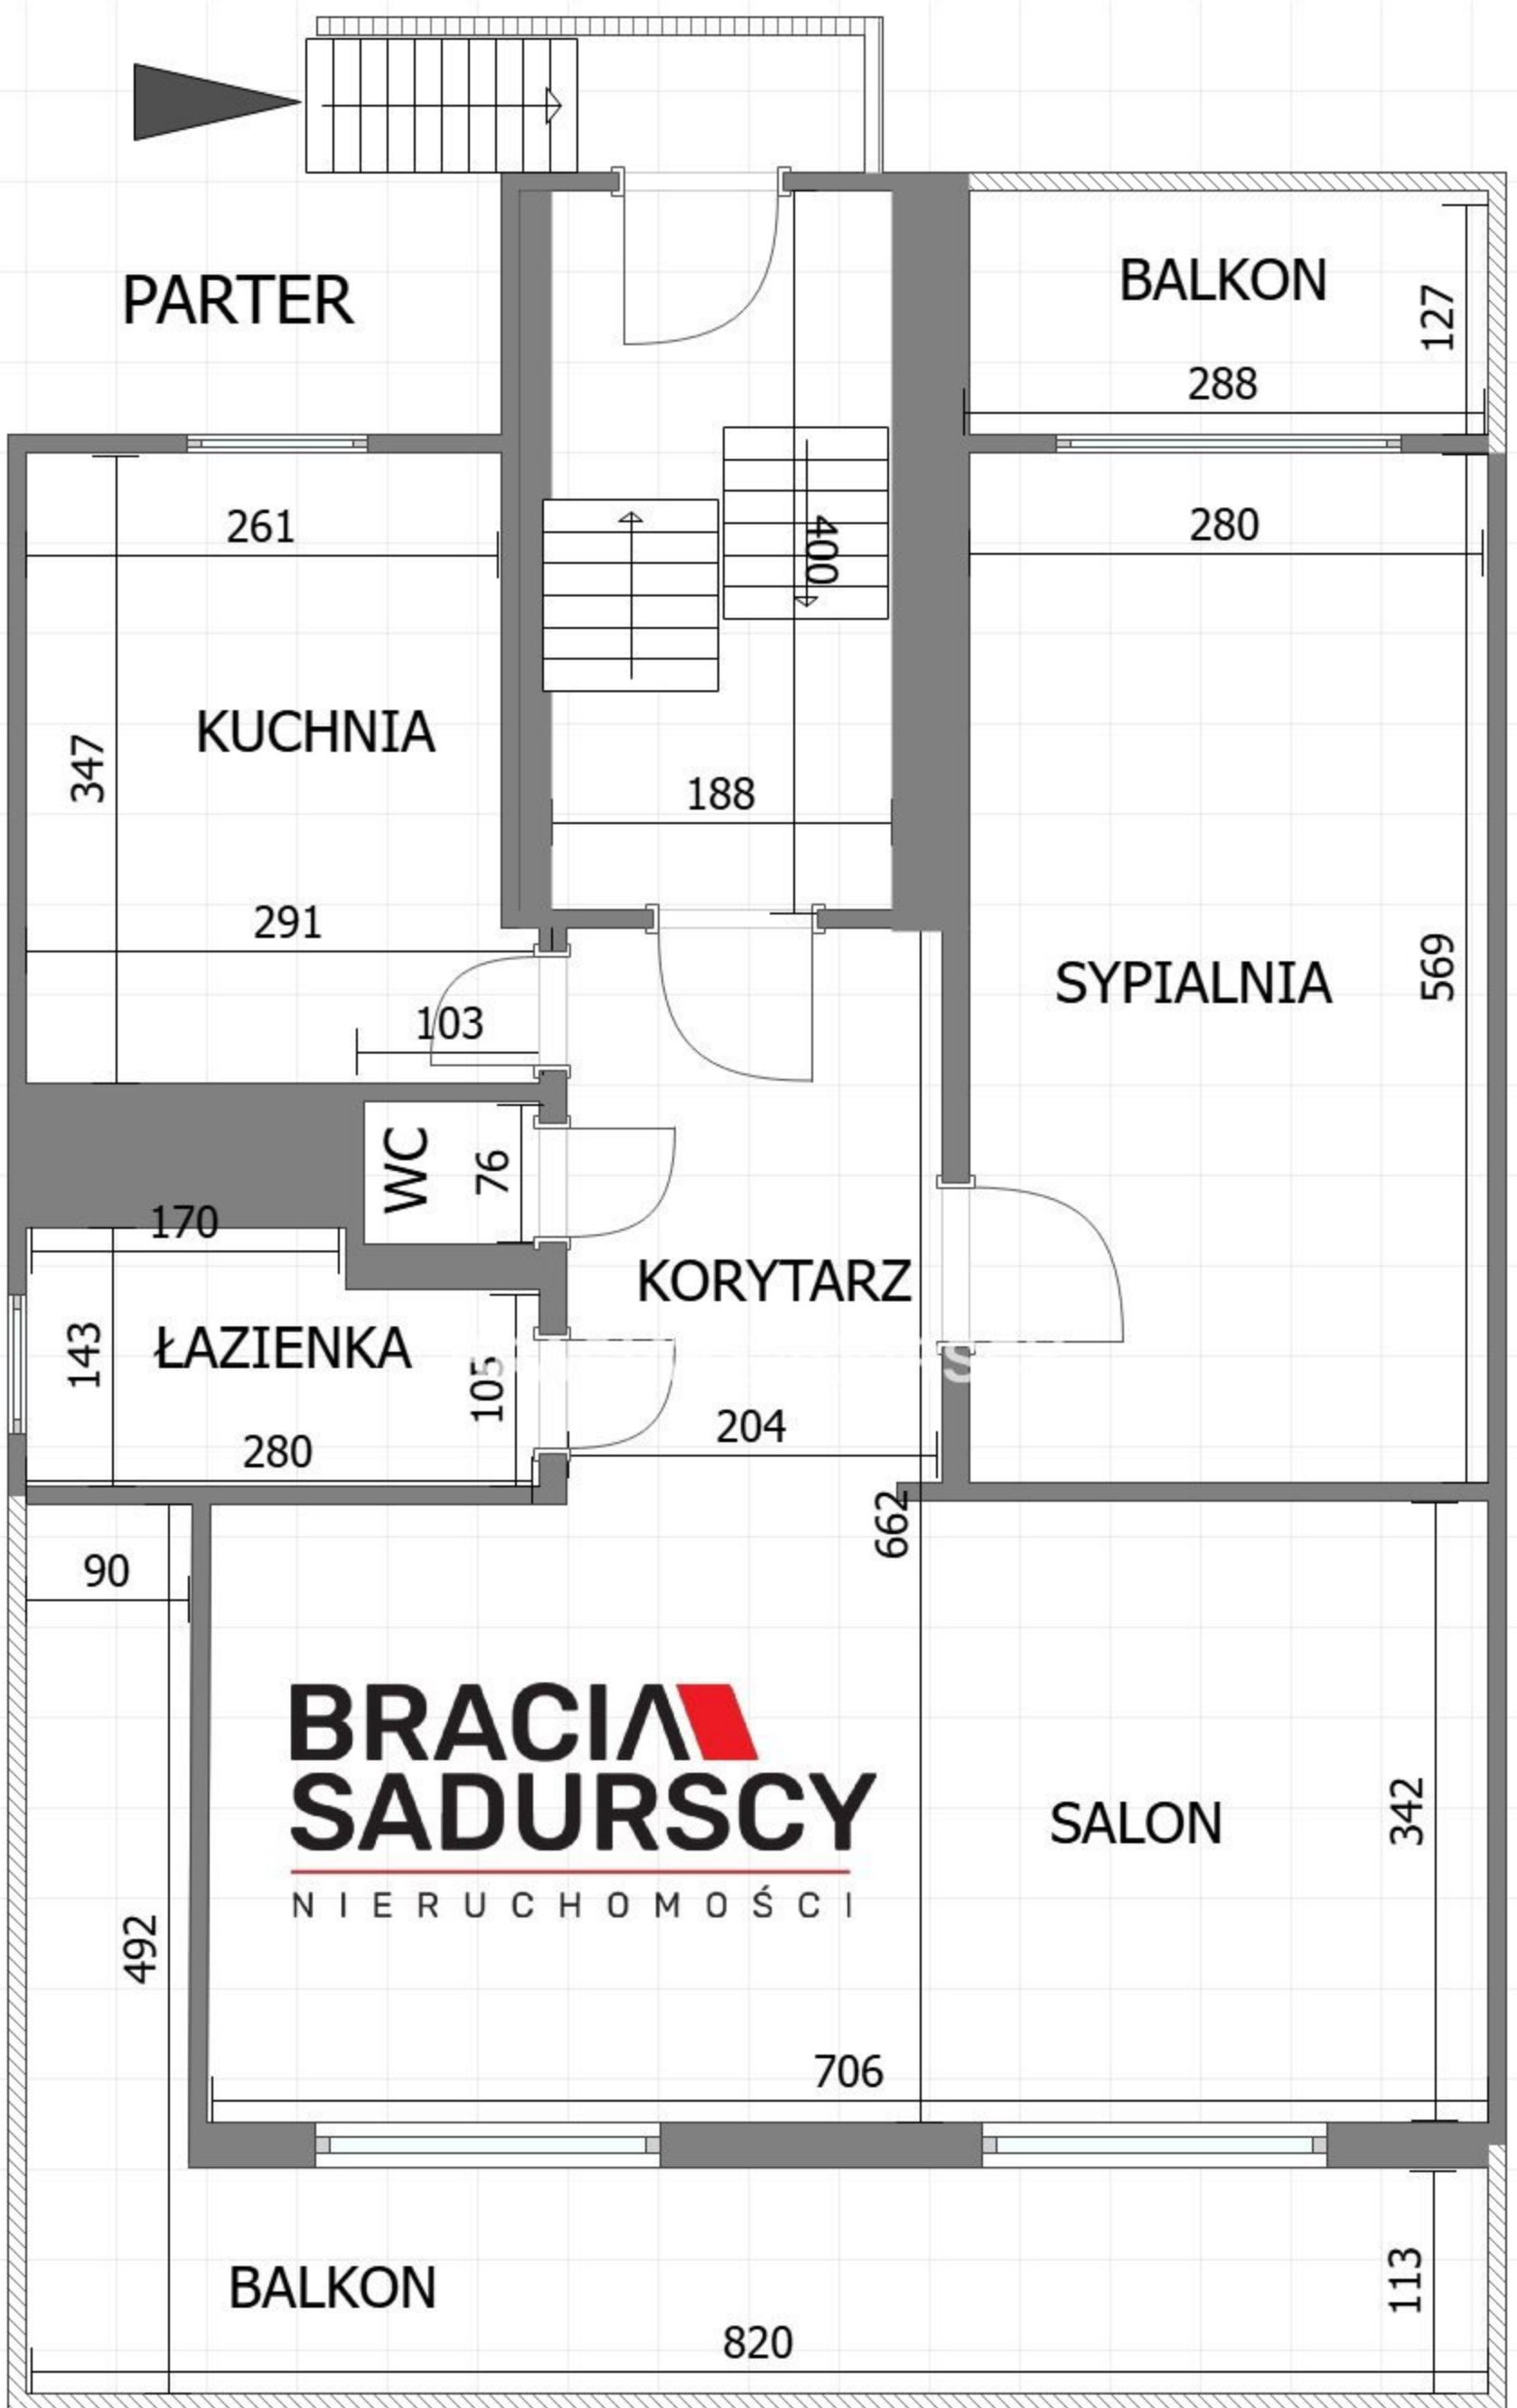 PARTER
BALKON
127
288
261
280
400
347
KUCHNIA
188
291
SYPIALNIA
569
103
WC
76
170
KORYTARZ
143
ŁAZIENKA
105
280
204
662
90
BRACIA
SADURSCY
NIERUCHOMOŚCI
SALON
342
492
706
BALKON
113
820